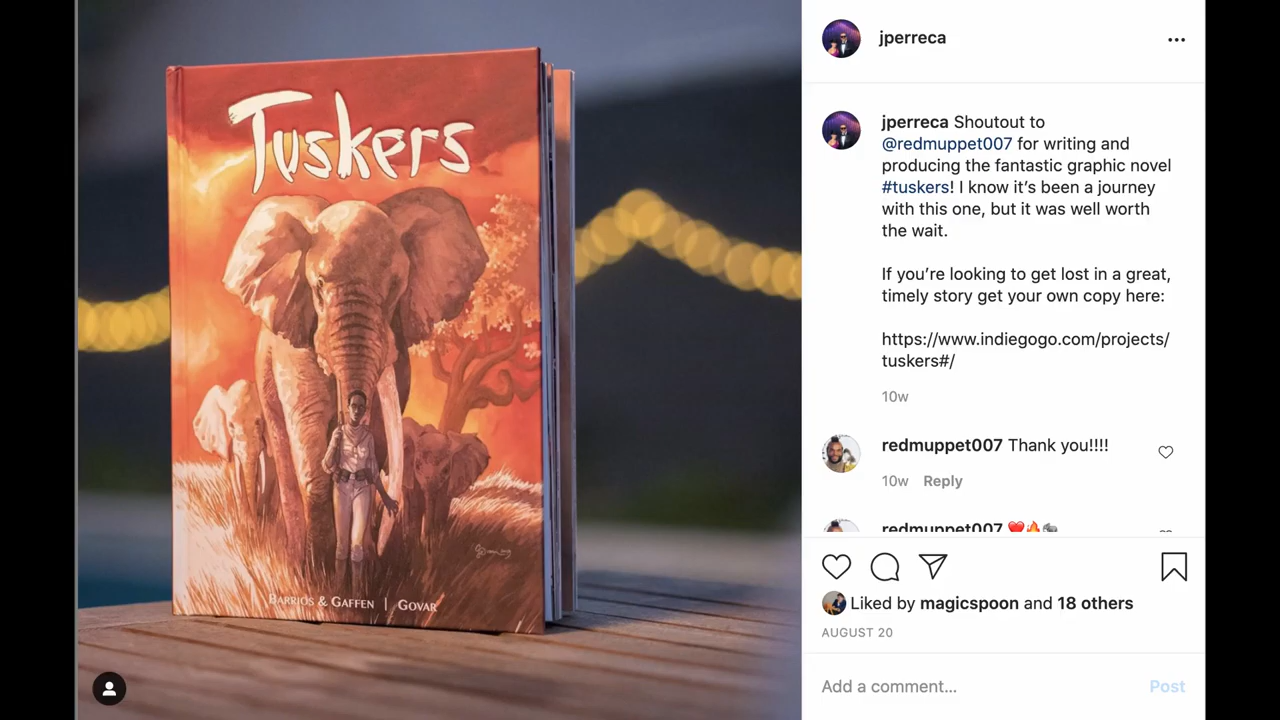 Tuskers
BARRIOS & GAFFEN | GOVAR
jperreca
jperreca Shoutout to
@redmuppet007 for writing and
producing the fantastic graphic novel
#tuskers! I know it’s been a journey
with this one, but it was well worth
the wait.
If you’re looking to get lost in a great,
timely story get your own copy here:
https://www.indiegogo.com/projects/
tuskers#/
10w
redmuppet007 Thank you!!!!
10w Reply
redmuppet007 ❤️🔥🐘
Liked by magicspoon and 18 others
AUGUST 20
Add a comment...
Post